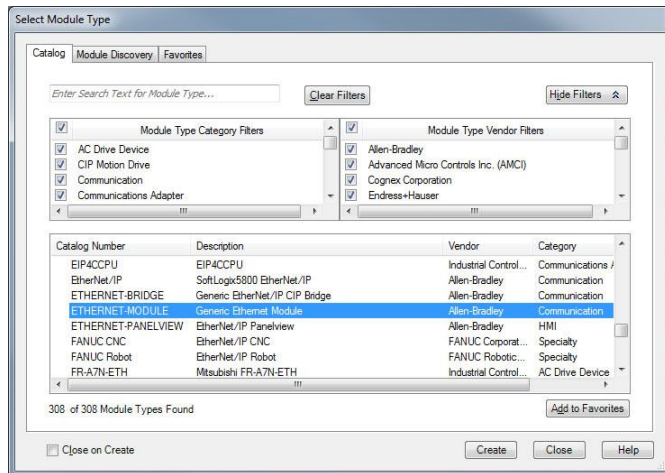 Select Module Type
Catalog Module Discovery Favorites
Enter Search Text for Module Type...
Clear Filters
Hide Filters
Module Type Category Filters
AC Drive Device
CIP Motion Drive
Communication
Communications Adapter
Module Type Vendor Filters
Allen-Bradley
Advanced Micro Controls Inc. (AMCI)
Cognex Corporation
Endress+Hauser
Catalog Number Description Vendor Category
EIP4CCPU EIP4CCPU Industrial Control... Communications A
EtherNet/IP SoftLogix5800 EtherNet/IP Allen-Bradley Communication
ETHERNET-BRIDGE Generic EtherNet/IP CIP Bridge Allen-Bradley Communication
ETHERNET-MODULE Generic Ethernet Module Allen-Bradley Communication
ETHERNET-PANELVIEW EtherNet/IP Panelview Allen-Bradley HMI
FANUC CNC EtherNet/IP CNC FANUC Corporat... Specialty
FANUC Robot EtherNet/IP Robot FANUC Robotic... Specialty
FR-A7N-ETH Mitsubishi FR-A7N-ETH Industrial Control... AC Drive Device
308 of 308 Module Types Found
Add to Favorites
Close on Create
Create
Close
Help